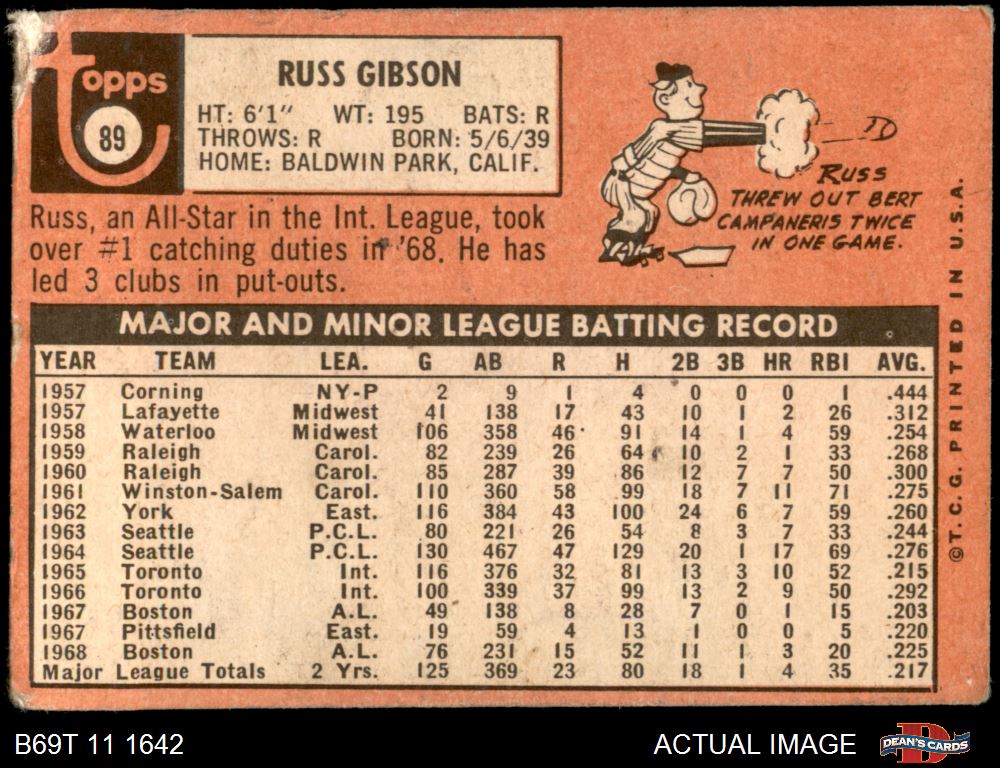 Topps
89
RUSS GIBSON
HT: 6'1" WT: 195 BATS: R
THROWS: R BORN: 5/6/39
HOME: BALDWIN PARK, CALIF.
Russ, an All-Star in the Int. League, took
over #1 catching duties in '68. He has
led 3 clubs in put-outs.
RUSS
THREW OUT BERT
CAMPANERIS TWICE
IN ONE GAME.
MAJOR AND MINOR LEAGUE BATTING RECORD
YEAR TEAM LEA. G AB R H 2B 3B HR RBI AVG.
1957 Corning NY-P 2 9 1 4 0 0 0 1 .444
1957 Lafayette Midwest 41 138 17 43 10 1 2 26 .312
1958 Waterloo Midwest 106 358 46 91 14 1 4 59 .254
1959 Raleigh Carol. 82 239 26 64 10 2 1 33 .268
1960 Raleigh Carol. 85 287 39 86 12 7 7 50 .300
1961 Winston-Salem Carol. 110 360 58 99 18 7 11 71 .275
1962 York East. 116 384 43 100 24 6 7 59 .260
1963 Seattle P.C.L. 80 221 26 54 8 3 7 33 .244
1964 Seattle P.C.L. 130 467 47 129 20 1 17 69 .276
1965 Toronto Int. 116 376 32 81 13 3 10 52 .215
1966 Toronto Int. 100 339 37 99 13 2 9 50 .292
1967 Boston A.L. 49 138 8 28 7 0 1 15 .203
1967 Pittsfield East. 19 59 4 13 1 0 0 5 .220
1968 Boston A.L. 76 231 15 52 11 1 3 20 .225
Major League Totals 2 Yrs. 125 369 23 80 18 1 4 35 .217
©T.C.G. PRINTED IN U.S.A.
B69T 11 1642
ACTUAL IMAGE
D
DEAN'S CARDS